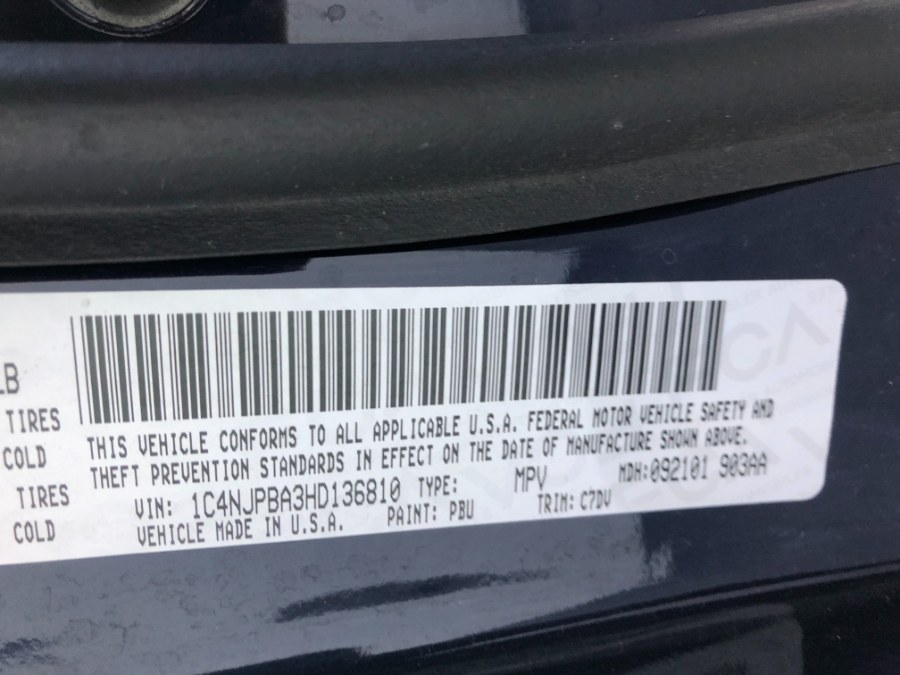 LB
TIRES
COLD
TIRES
COLD
THIS VEHICLE CONFORMS TO ALL APPLICABLE U.S.A. FEDERAL MOTOR VEHICLE SAFETY AND
THEFT PREVENTION STANDARDS IN EFFECT ON THE DATE OF MANUFACTURE SHOWN ABOVE.
VIN: 1C4NJPBA3HD136810 TYPE: MPV MDH:092101 903AA
VEHICLE MADE IN U.S.A. PAINT: PBU TRIM: C7DV